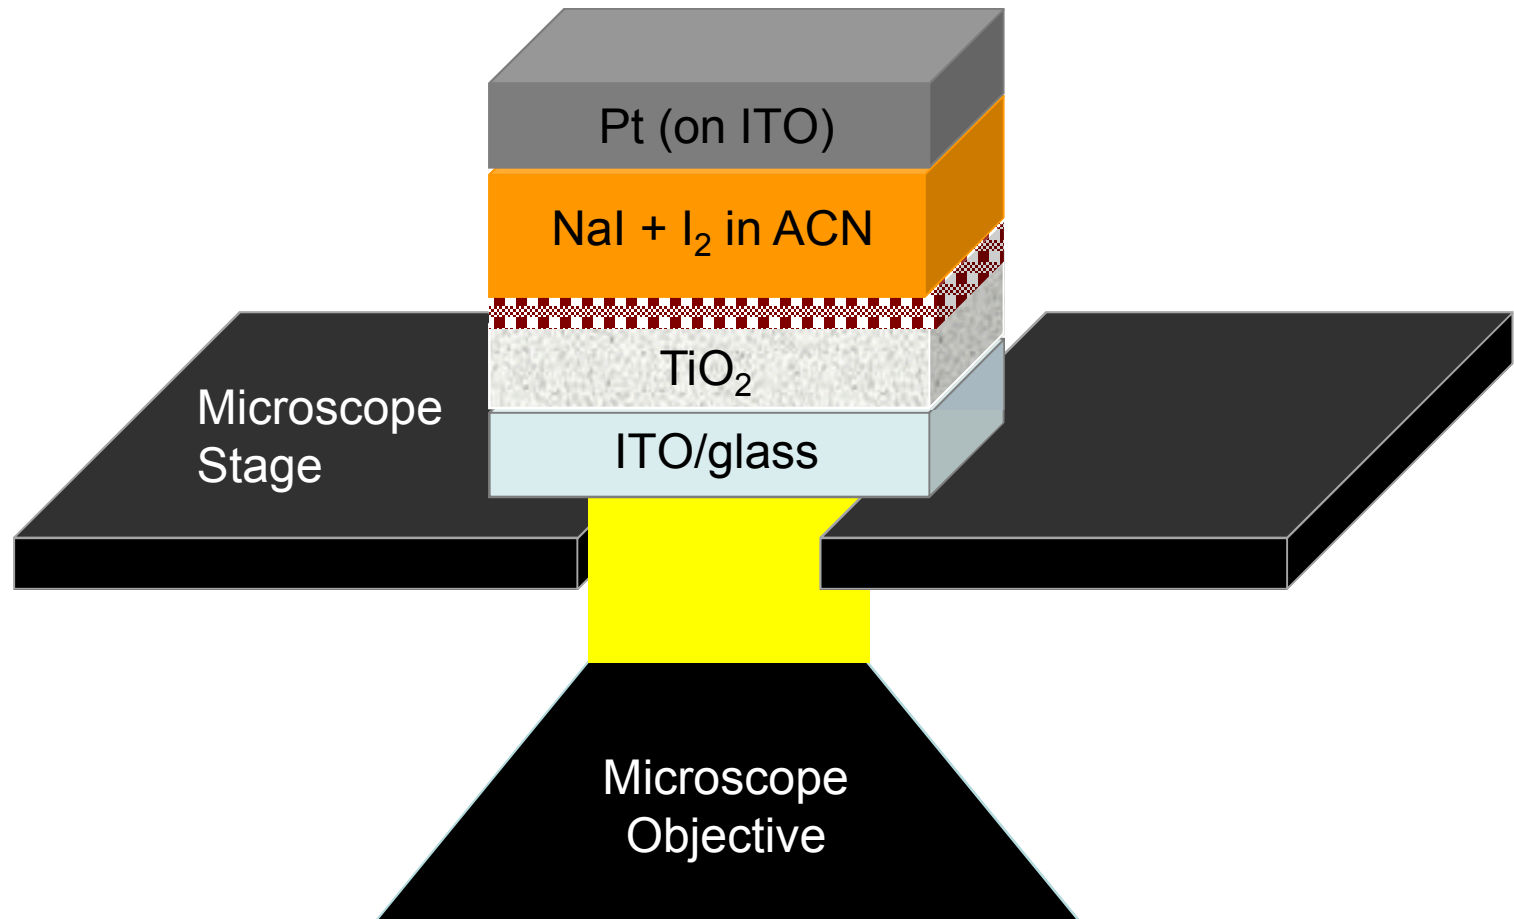 Pt (on ITO)
NaI + I₂ in ACN
TiO₂
Microscope
Stage
ITO/glass
Microscope
Objective